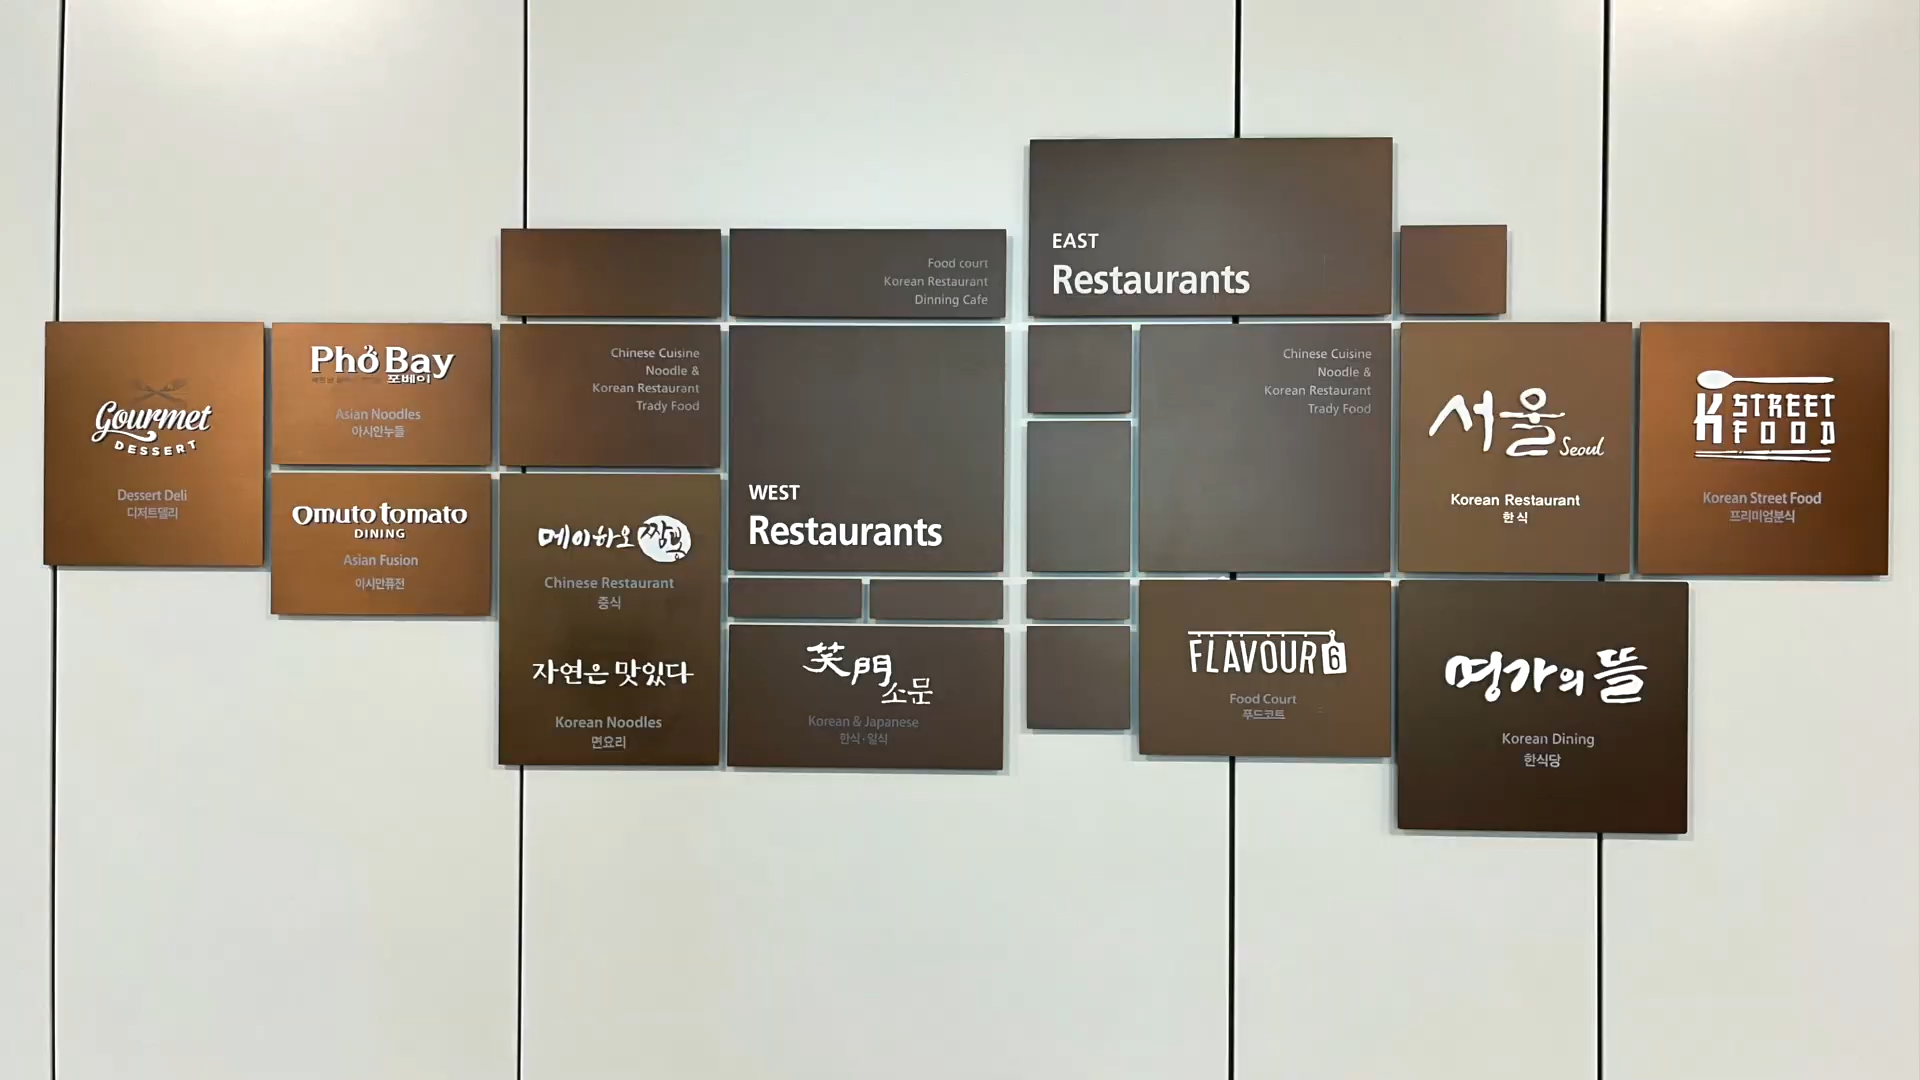 Gourmet
DESSERT
Dessert Deli
디저트델리
Phở Bay
포베이
Asian Noodles
아시안누들
Omuto tomato
DINING
Asian Fusion
아시안퓨전
Chinese Cuisine
Noodle &
Korean Restaurant
Trady Food
메이하오짬뽕
Chinese Restaurant
중식
자연은 맛있다
Korean Noodles
면요리
Food court
Korean Restaurant
Dinning Cafe
WEST
Restaurants
笑門
소문
Korean & Japanese
한식·일식
EAST
Restaurants
Chinese Cuisine
Noodle &
Korean Restaurant
Trady Food
FLAVOUR 6
Food Court
푸드코트
서울 Seoul
Korean Restaurant
한식
명가의 뜰
Korean Dining
한식당
K STREET
FOOD
Korean Street Food
프리미엄분식